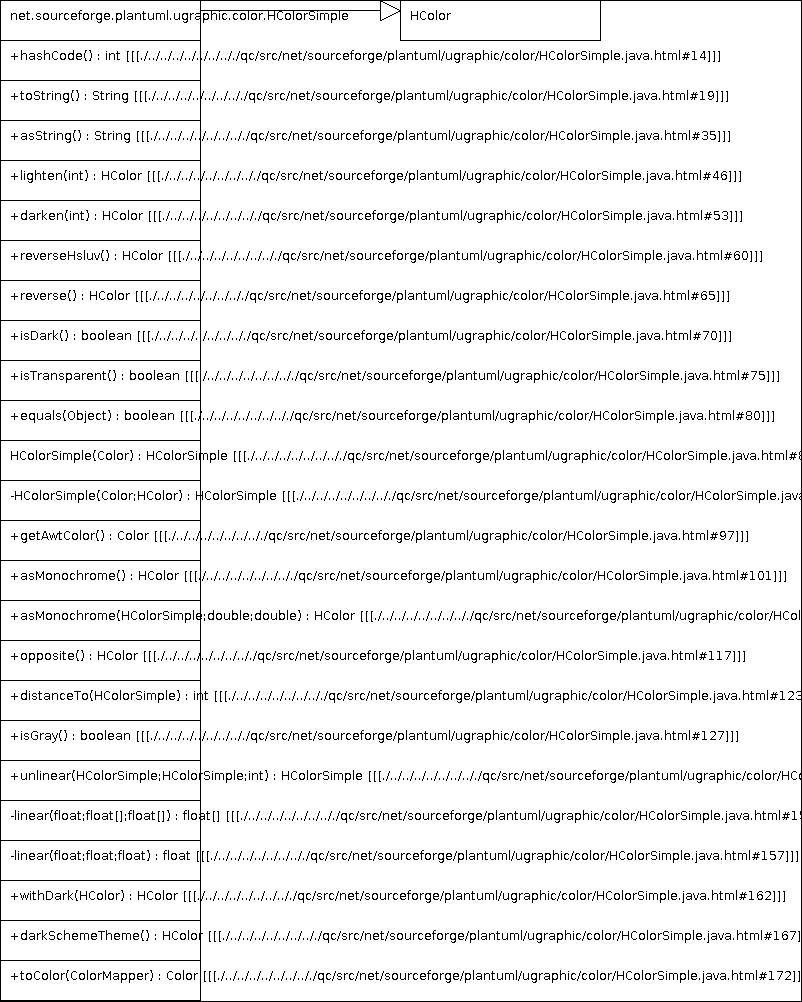 net.sourceforge.plantuml.ugraphic.color.HColorSimple
HColor
+hashCode() : int [[[./../../../../../../../../qc/src/net/sourceforge/plantuml/ugraphic/color/HColorSimple.java.html#14]]]
+toString() : String [[[./../../../../../../../../qc/src/net/sourceforge/plantuml/ugraphic/color/HColorSimple.java.html#19]]]
+asString() : String [[[./../../../../../../../../qc/src/net/sourceforge/plantuml/ugraphic/color/HColorSimple.java.html#35]]]
+lighten(int) : HColor [[[./../../../../../../../../qc/src/net/sourceforge/plantuml/ugraphic/color/HColorSimple.java.html#46]]]
+darken(int) : HColor [[[./../../../../../../../../qc/src/net/sourceforge/plantuml/ugraphic/color/HColorSimple.java.html#53]]]
+reverseHsluv() : HColor [[[./../../../../../../../../qc/src/net/sourceforge/plantuml/ugraphic/color/HColorSimple.java.html#60]]]
+reverse() : HColor [[[./../../../../../../../../qc/src/net/sourceforge/plantuml/ugraphic/color/HColorSimple.java.html#65]]]
+isDark() : boolean [[[./../../../../../../../../qc/src/net/sourceforge/plantuml/ugraphic/color/HColorSimple.java.html#70]]]
+isTransparent() : boolean [[[./../../../../../../../../qc/src/net/sourceforge/plantuml/ugraphic/color/HColorSimple.java.html#75]]]
+equals(Object) : boolean [[[./../../../../../../../../qc/src/net/sourceforge/plantuml/ugraphic/color/HColorSimple.java.html#80]]]
HColorSimple(Color) : HColorSimple [[[./../../../../../../../../qc/src/net/sourceforge/plantuml/ugraphic/color/HColorSimple.java.html#8
-HColorSimple(Color;HColor) : HColorSimple [[[./../../../../../../../../qc/src/net/sourceforge/plantuml/ugraphic/color/HColorSimple.java
+getAwtColor() : Color [[[./../../../../../../../../qc/src/net/sourceforge/plantuml/ugraphic/color/HColorSimple.java.html#97]]]
+asMonochrome() : HColor [[[./../../../../../../../../qc/src/net/sourceforge/plantuml/ugraphic/color/HColorSimple.java.html#101]]]
+asMonochrome(HColorSimple;double;double) : HColor [[[./../../../../../../../../qc/src/net/sourceforge/plantuml/ugraphic/color/HCol
+opposite() : HColor [[[./../../../../../../../../qc/src/net/sourceforge/plantuml/ugraphic/color/HColorSimple.java.html#117]]]
+distanceTo(HColorSimple) : int [[[./../../../../../../../../qc/src/net/sourceforge/plantuml/ugraphic/color/HColorSimple.java.html#123
+isGray() : boolean [[[./../../../../../../../../qc/src/net/sourceforge/plantuml/ugraphic/color/HColorSimple.java.html#127]]]
+unlinear(HColorSimple;HColorSimple;int) : HColorSimple [[[./../../../../../../../../qc/src/net/sourceforge/plantuml/ugraphic/color/HCo
-linear(float;float[];float[]) : float[] [[[./../../../../../../../../qc/src/net/sourceforge/plantuml/ugraphic/color/HColorSimple.java.html#15
-linear(float;float;float) : float [[[./../../../../../../../../qc/src/net/sourceforge/plantuml/ugraphic/color/HColorSimple.java.html#157]]]
+withDark(HColor) : HColor [[[./../../../../../../../../qc/src/net/sourceforge/plantuml/ugraphic/color/HColorSimple.java.html#162]]]
+darkSchemeTheme() : HColor [[[./../../../../../../../../qc/src/net/sourceforge/plantuml/ugraphic/color/HColorSimple.java.html#167]
+toColor(ColorMapper) : Color [[[./../../../../../../../../qc/src/net/sourceforge/plantuml/ugraphic/color/HColorSimple.java.html#172]]